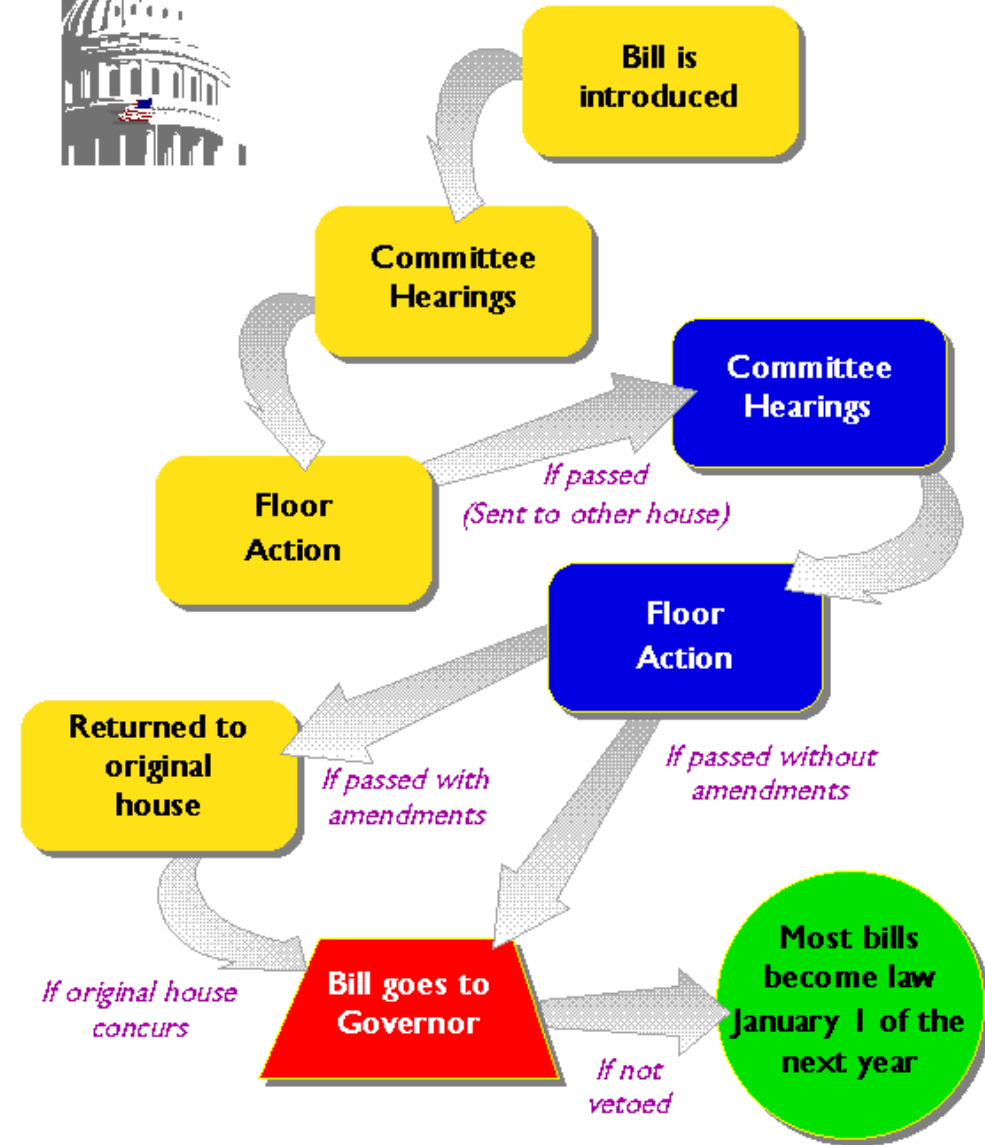 Bill is
introduced
Committee
Hearings
Committee
Hearings
If passed
(Sent to other house)
Floor
Action
Floor
Action
Returned to
original
house
If passed with
amendments
If passed without
amendments
If original house
concurs
Bill goes to
Governor
If not
vetoed
Most bills
become law
January 1 of the
next year